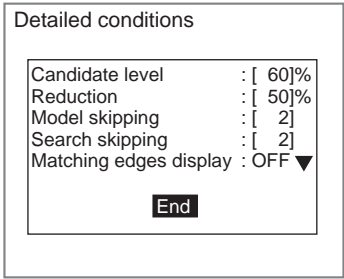 Detailed conditions
Candidate level : [ 60]%
Reduction : [ 50]%
Model skipping : [ 2]
Search skipping : [ 2]
Matching edges display : OFF ▼
End